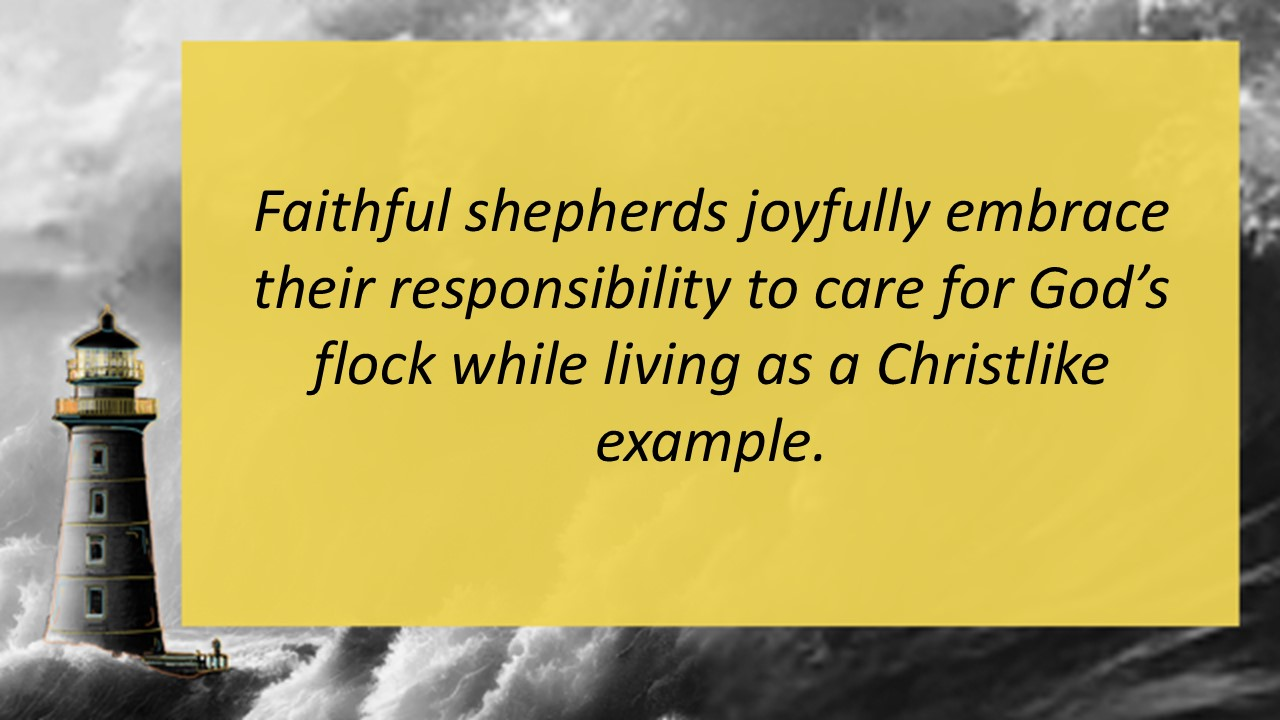 Faithful shepherds joyfully embrace
their responsibility to care for God’s
flock while living as a Christlike
example.